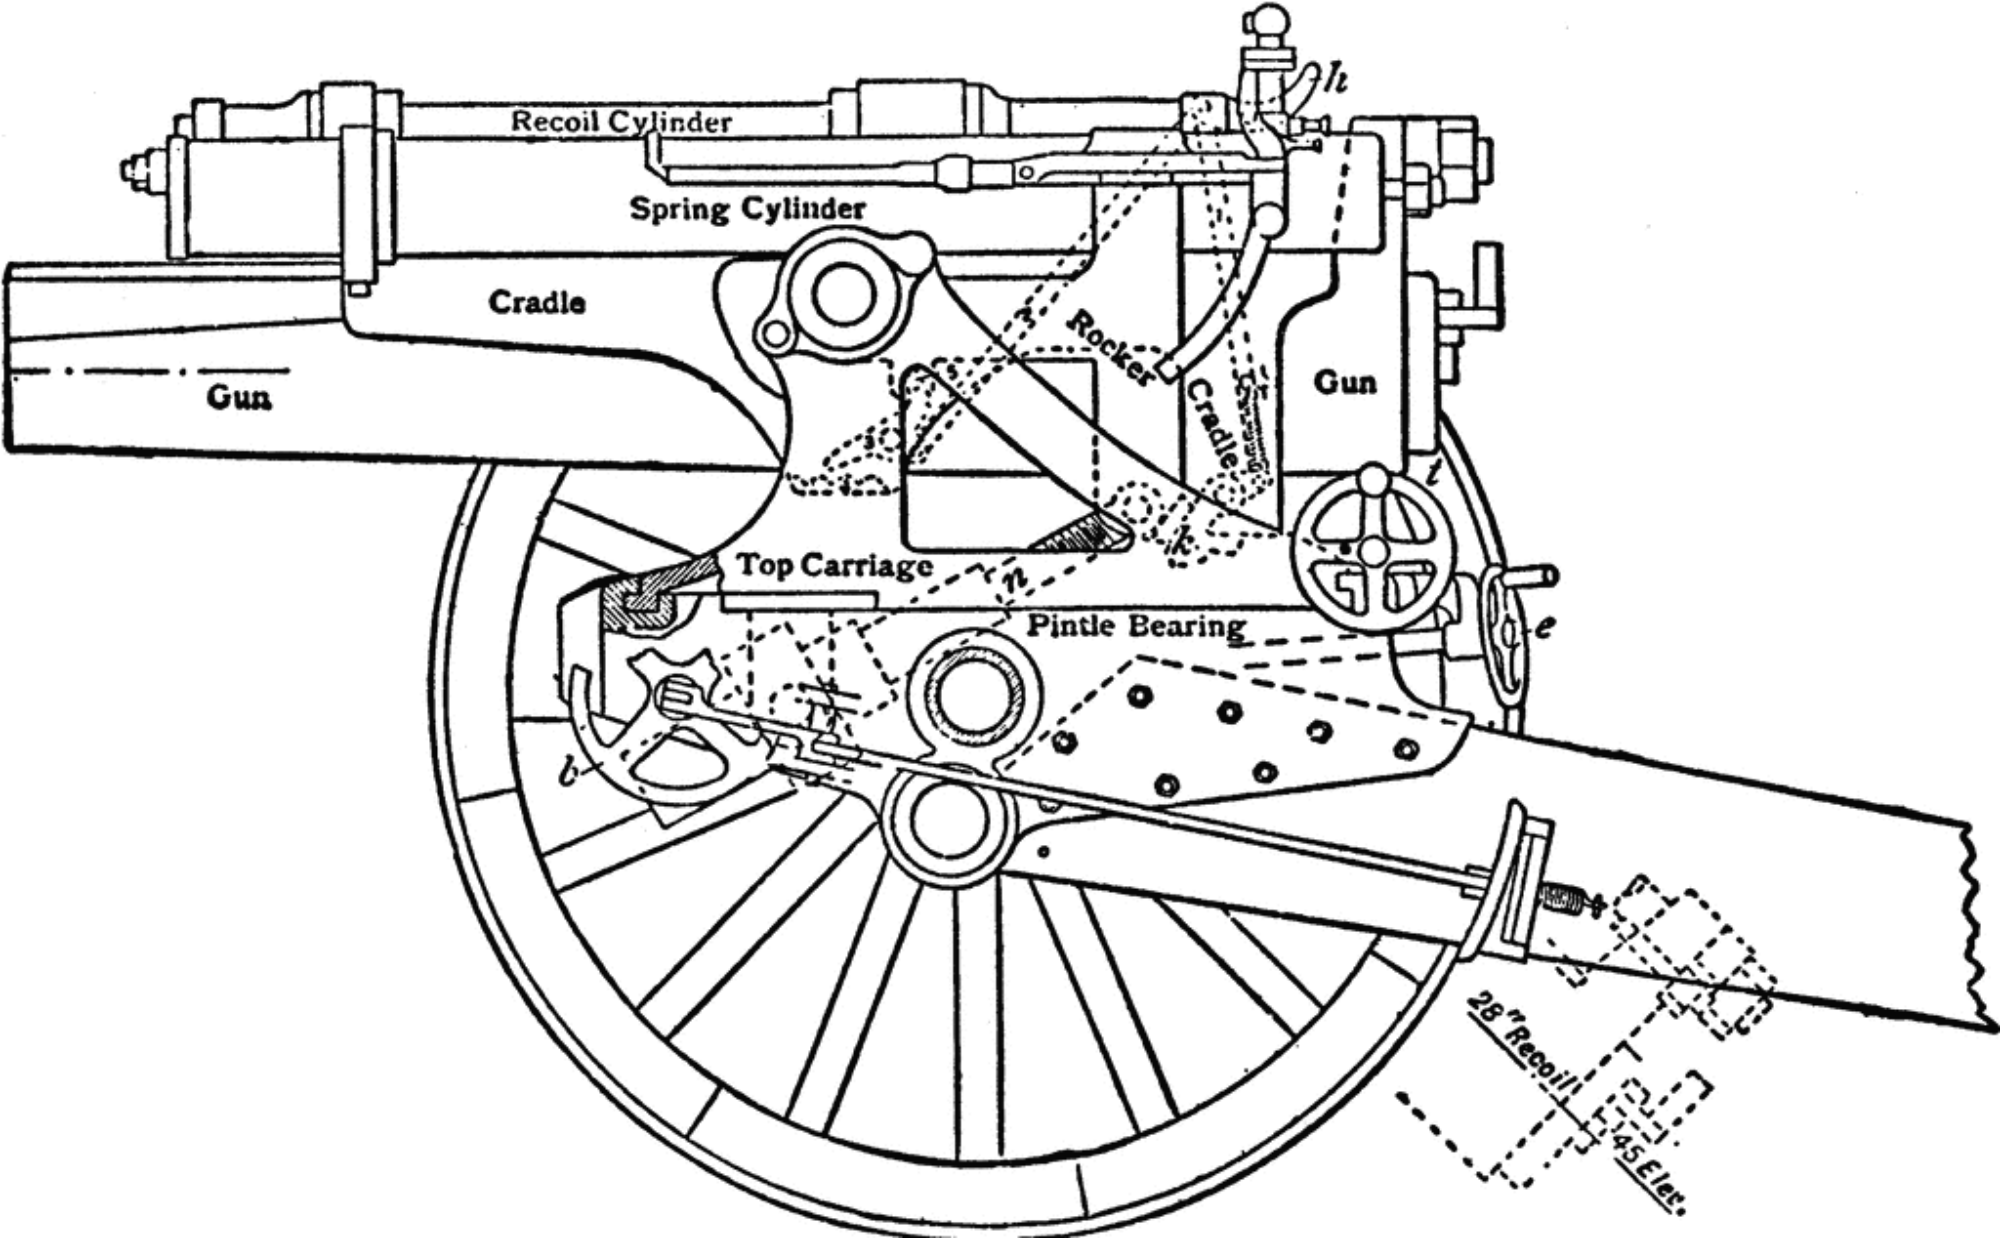 h
Recoil Cylinder
Spring Cylinder
Cradle
Rocker
Gun
Gun
Cradle
t
k
Top Carriage
n
Pintle Bearing
e
b
28" Recoil
45 Elev.